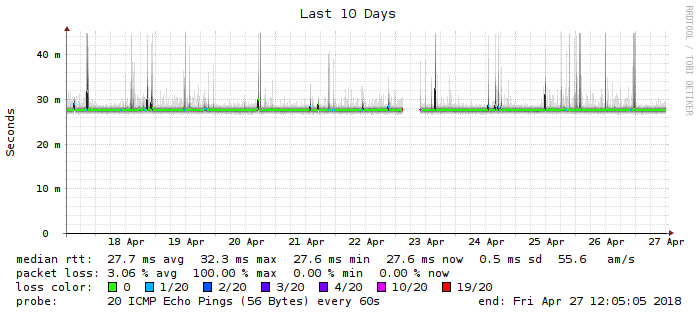 Last 10 Days
RRDTOOL / TOBI OETIKER
Seconds
40 m
30 m
20 m
10 m
0
18 Apr 19 Apr 20 Apr 21 Apr 22 Apr 23 Apr 24 Apr 25 Apr 26 Apr 27 Apr
median rtt: 27.7 ms avg 32.3 ms max 27.6 ms min 27.6 ms now 0.5 ms sd 55.6 am/s
packet loss: 3.06 % avg 100.00 % max 0.00 % min 0.00 % now
loss color: 0 1/20 2/20 3/20 4/20 10/20 19/20
probe: 20 ICMP Echo Pings (56 Bytes) every 60s end: Fri Apr 27 12:05:05 2018